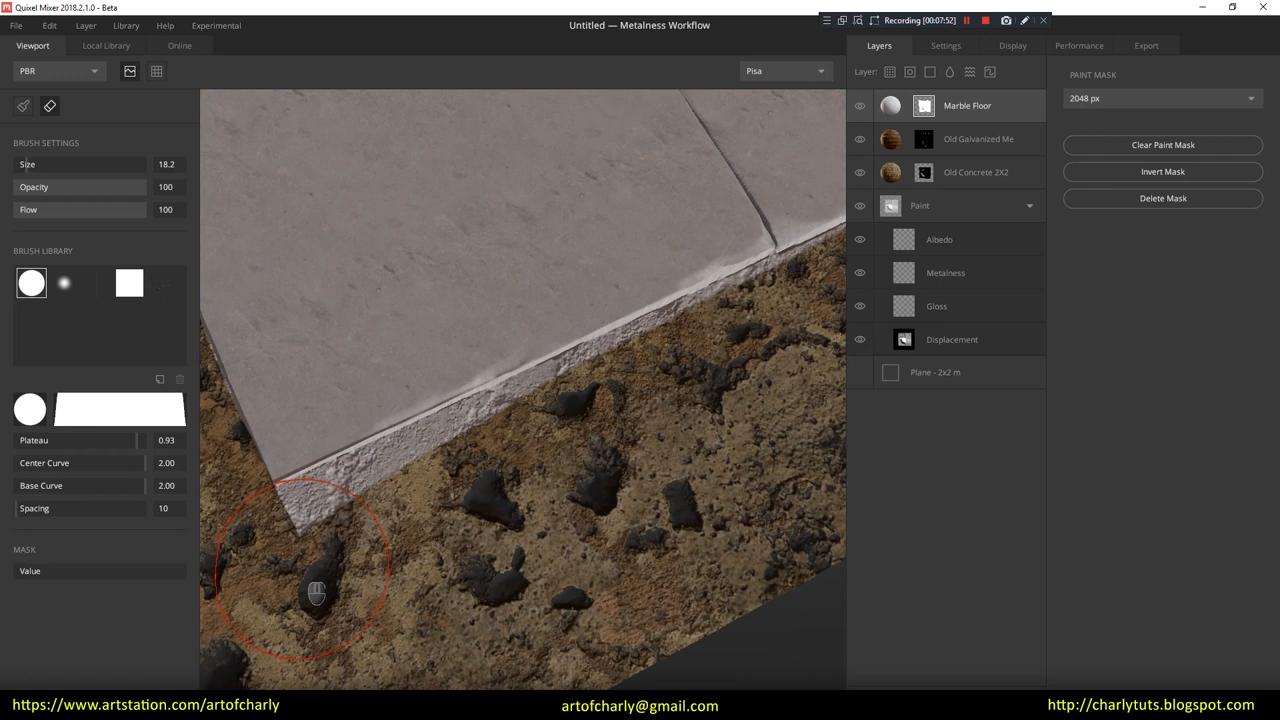 Quixel Mixer 2018.2.1.0 - Beta
File Edit Layer Library Help Experimental
Untitled — Metalness Workflow
Recording [00:07:52]
Viewport Local Library Online
Layers Settings Display Performance Export
PBR
Pisa
Layer:
PAINT MASK
2048 px
Marble Floor
Old Galvanized Me
Old Concrete 2X2
Paint
Albedo
Metalness
Gloss
Displacement
Plane - 2x2 m
Clear Paint Mask
Invert Mask
Delete Mask
BRUSH SETTINGS
Size 18.2
Opacity 100
Flow 100
BRUSH LIBRARY
Plateau 0.93
Center Curve 2.00
Base Curve 2.00
Spacing 10
MASK
Value
https://www.artstation.com/artofcharly
artofcharly@gmail.com
http://charlytuts.blogspot.com